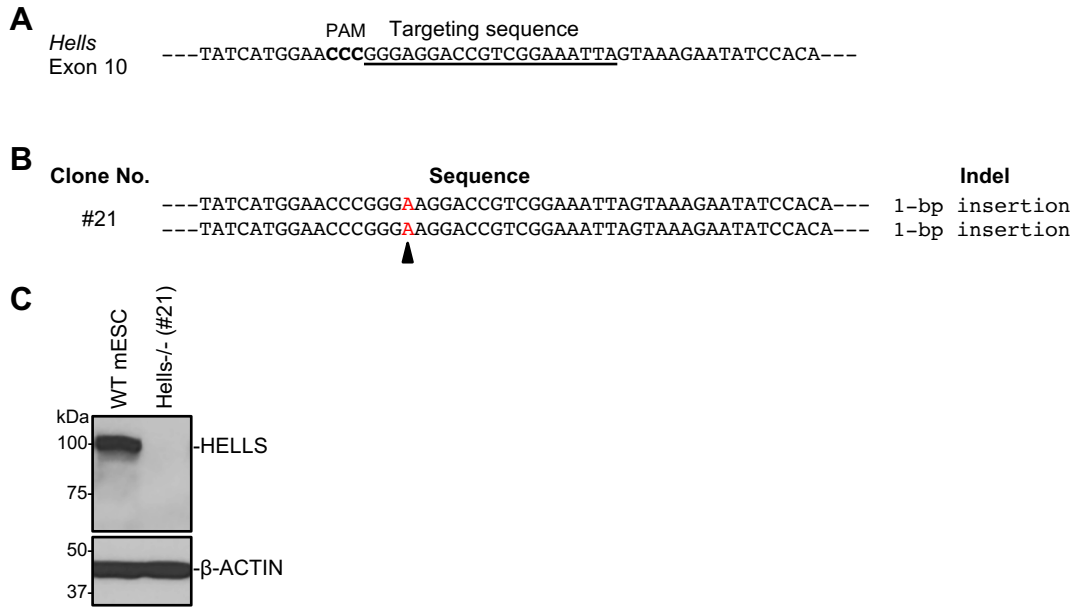 A
PAM Targeting sequence
Hells
Exon 10
---TATCATGGAACCCGGGAGGACCGTCGGAAATTAGTAAAGAATATCCACA---
B
Clone No. Sequence Indel
#21
---TATCATGGAACCCGGGAAGGACCGTCGGAAATTAGTAAAGAATATCCACA--- 1-bp insertion
---TATCATGGAACCCGGGAAGGACCGTCGGAAATTAGTAAAGAATATCCACA--- 1-bp insertion
C
WT mESC
Hells-/- (#21)
kDa
100-
-HELLS
75-
50-
-β-ACTIN
37-